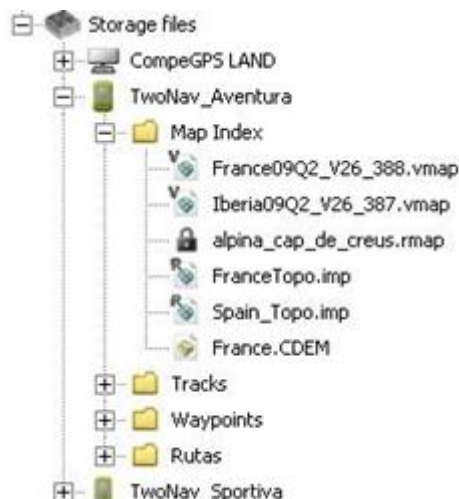 Storage files
CompeGPS LAND
TwoNav_Aventura
Map Index
V France09Q2_V26_388.vmap
V Iberia09Q2_V26_387.vmap
alpina_cap_de_creus.rmap
R FranceTopo.imp
R Spain_Topo.imp
France.CDEM
Tracks
Waypoints
Rutas
TwoNav_Sportiva